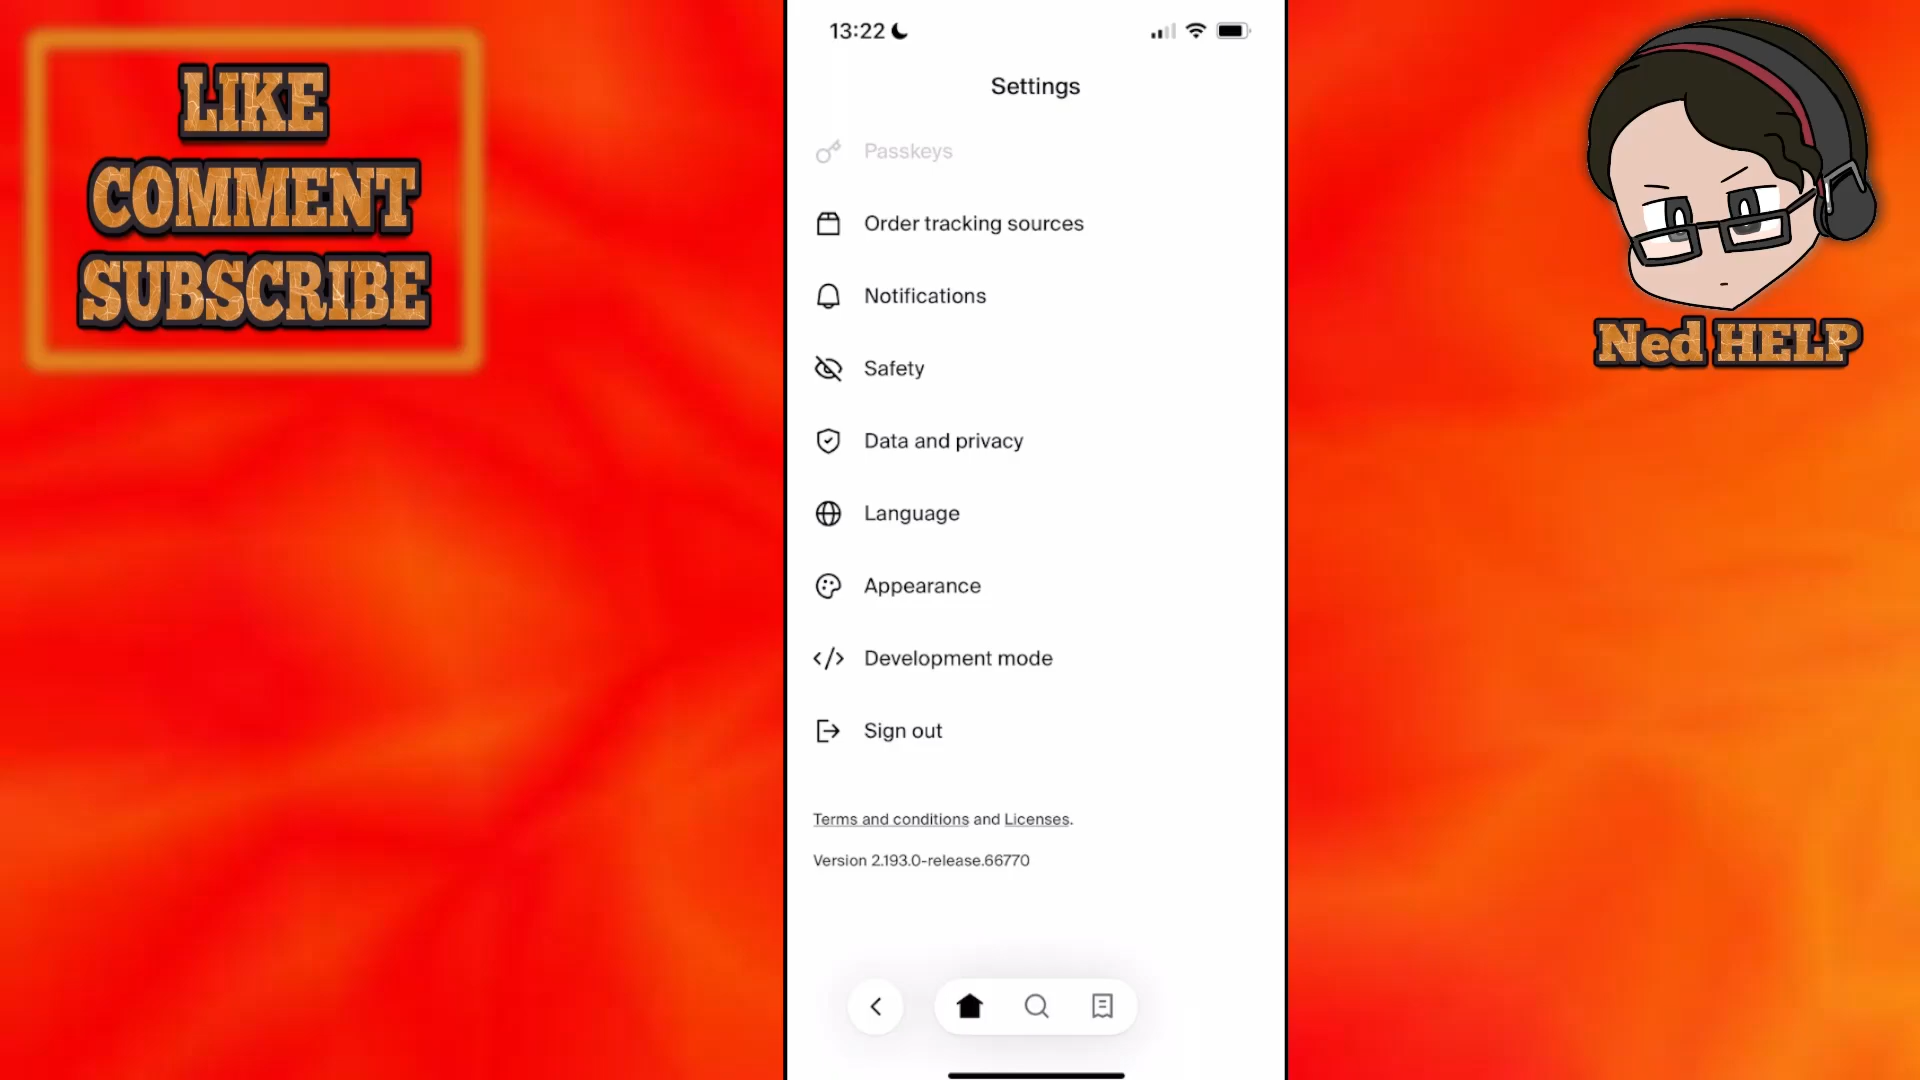 LIKE
COMMENT
SUBSCRIBE
13:22
Settings
Passkeys
Order tracking sources
Notifications
Safety
Data and privacy
Language
Appearance
Development mode
Sign out
Terms and conditions and Licenses.
Version 2.193.0-release.66770
Ned HELP